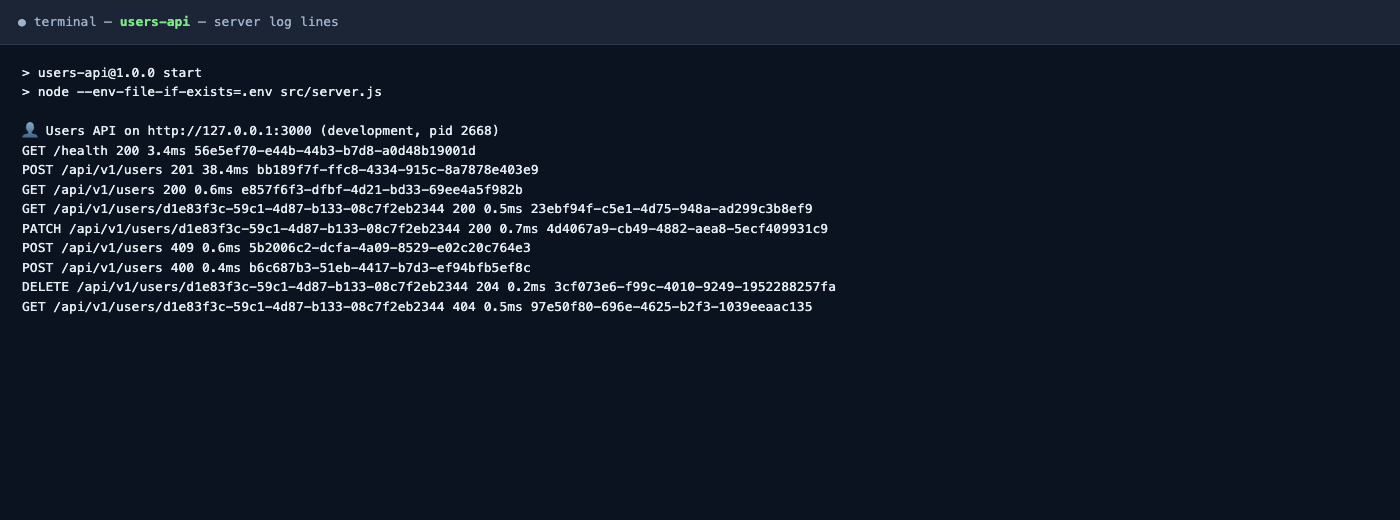 ● terminal — users-api — server log lines
> users-api@1.0.0 start
> node --env-file-if-exists=.env src/server.js
👤 Users API on http://127.0.0.1:3000 (development, pid 2668)
GET /health 200 3.4ms 56e5ef70-e44b-44b3-b7d8-a0d48b19001d
POST /api/v1/users 201 38.4ms bb189f7f-ffc8-4334-915c-8a7878e403e9
GET /api/v1/users 200 0.6ms e857f6f3-dfbf-4d21-bd33-69ee4a5f982b
GET /api/v1/users/d1e83f3c-59c1-4d87-b133-08c7f2eb2344 200 0.5ms 23ebf94f-c5e1-4d75-948a-ad299c3b8ef9
PATCH /api/v1/users/d1e83f3c-59c1-4d87-b133-08c7f2eb2344 200 0.7ms 4d4067a9-cb49-4882-aea8-5ecf409931c9
POST /api/v1/users 409 0.6ms 5b2006c2-dcfa-4a09-8529-e02c20c764e3
POST /api/v1/users 400 0.4ms b6c687b3-51eb-4417-b7d3-ef94bfb5ef8c
DELETE /api/v1/users/d1e83f3c-59c1-4d87-b133-08c7f2eb2344 204 0.2ms 3cf073e6-f99c-4010-9249-1952288257fa
GET /api/v1/users/d1e83f3c-59c1-4d87-b133-08c7f2eb2344 404 0.5ms 97e50f80-696e-4625-b2f3-1039eeaac135